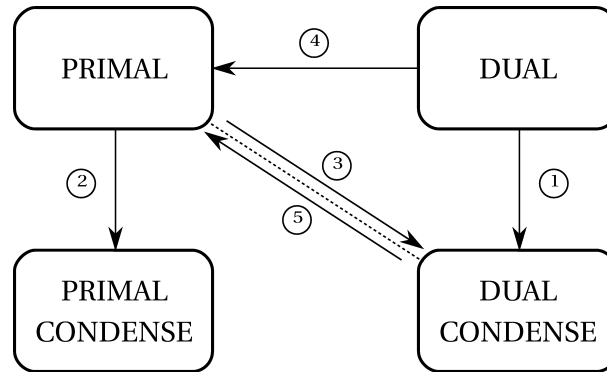 ④
PRIMAL
DUAL
②
③
①
⑤
PRIMAL
CONDENSE
DUAL
CONDENSE